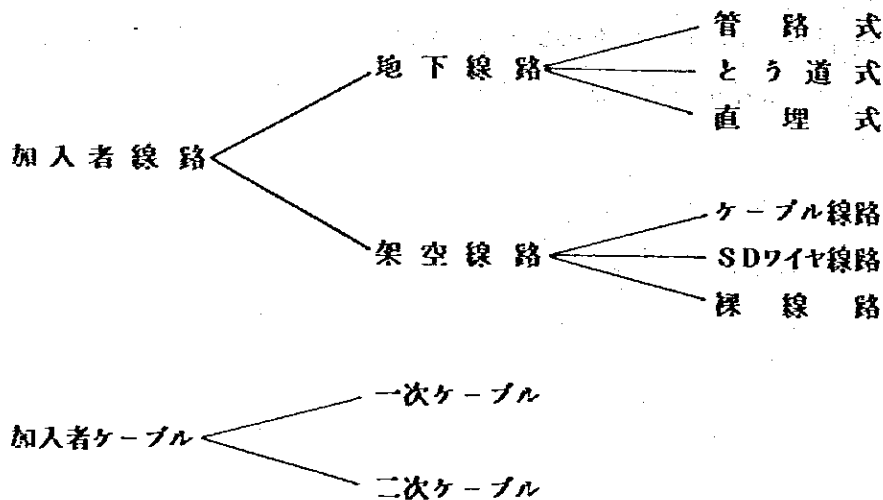 加入者線路
地下線路
管路式
とう道式
直埋式
架空線路
ケーブル線路
SDワイヤ線路
裸線路
加入者ケーブル
一次ケーブル
二次ケーブル